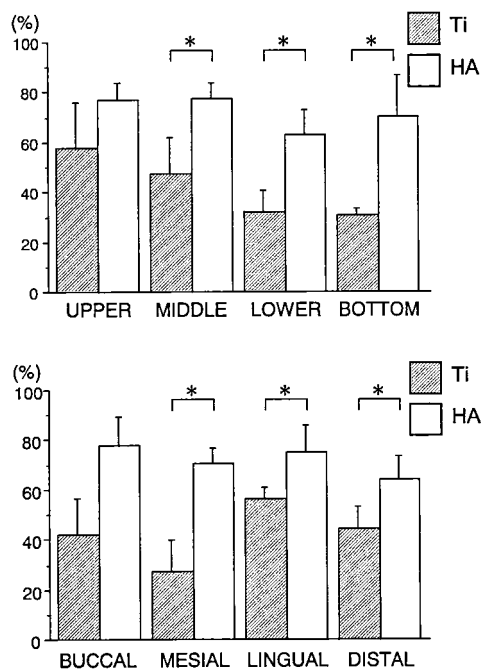 (%)
Ti
HA
100
80
60
40
20
0
* * *
UPPER MIDDLE LOWER BOTTOM
(%)
Ti
HA
100
80
60
40
20
0
* * *
BUCCAL MESIAL LINGUAL DISTAL